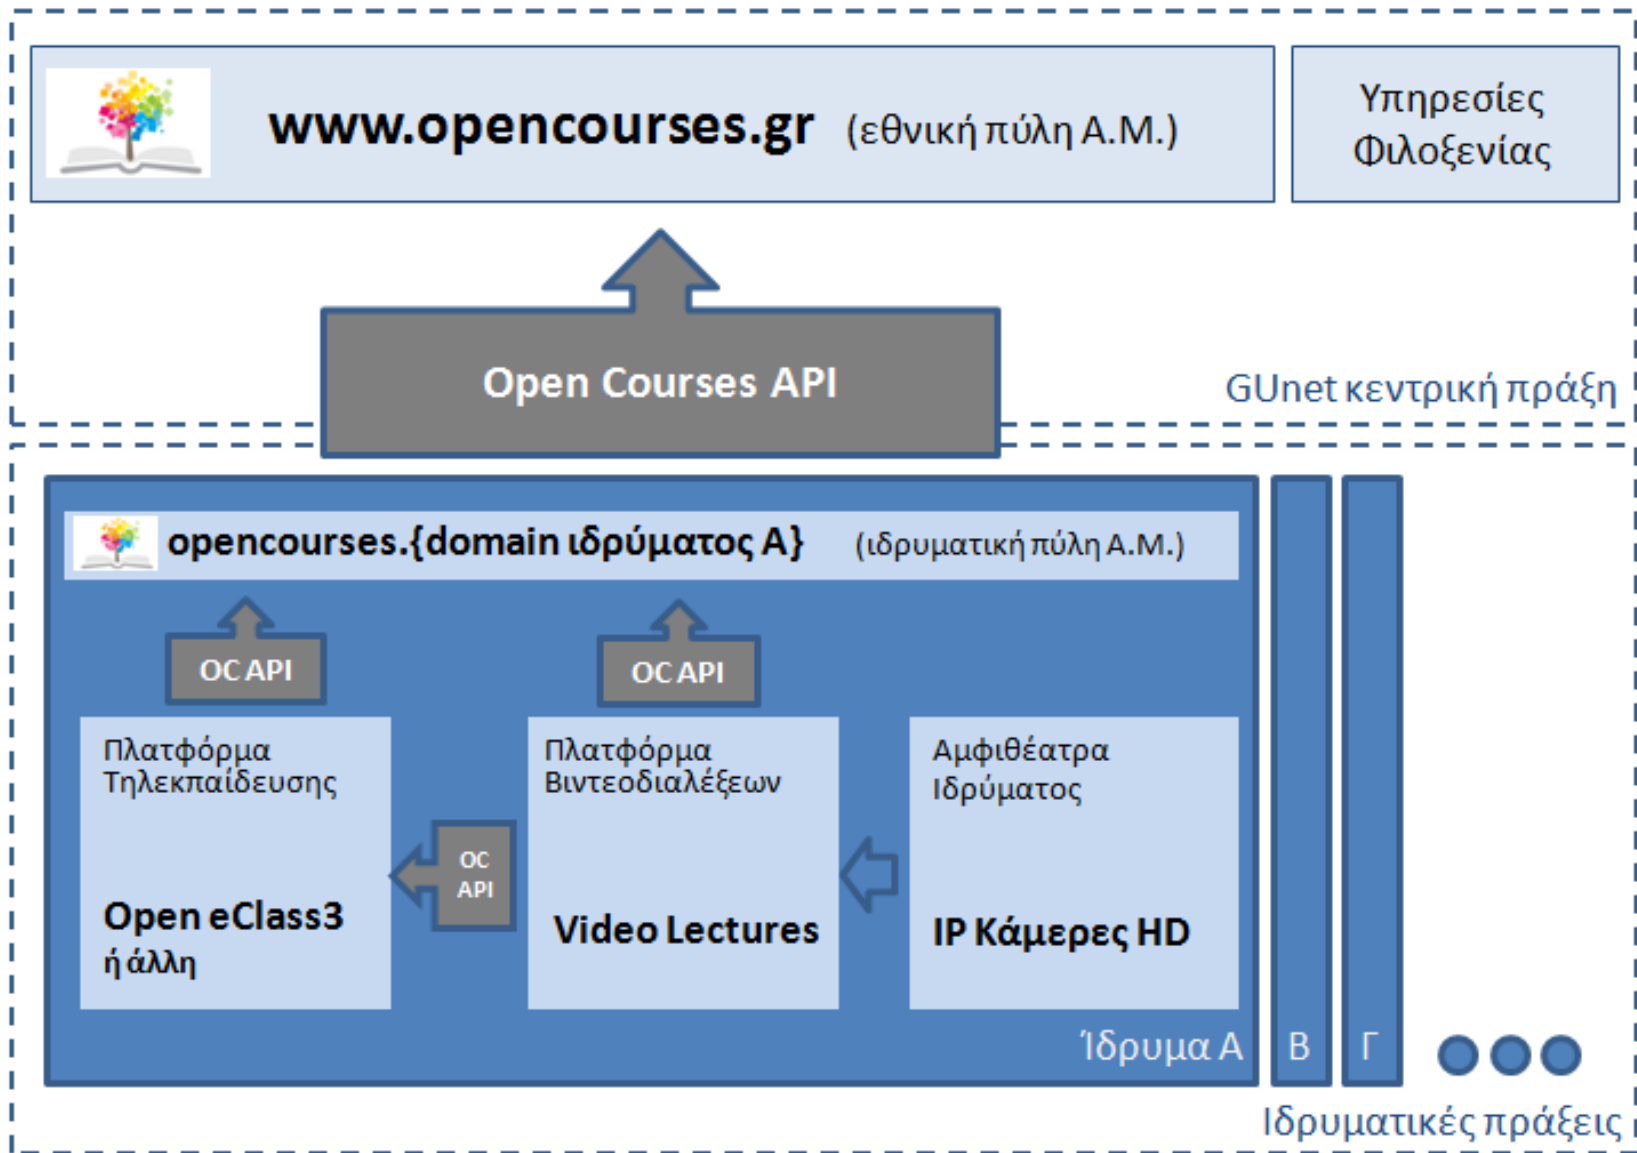 www.opencourses.gr (εθνική πύλη Α.Μ.)
Υπηρεσίες
Φιλοξενίας
Open Courses API
GUnet κεντρική πράξη
opencourses.{domain ιδρύματος Α} (ιδρυματική πύλη Α.Μ.)
OC API
OC API
Πλατφόρμα
Τηλεκπαίδευσης
Open eClass3
ή άλλη
OC
API
Πλατφόρμα
Βιντεοδιαλέξεων
Video Lectures
Αμφιθέατρα
Ιδρύματος
IP Κάμερες HD
Ίδρυμα Α
Β
Γ
Ιδρυματικές πράξεις